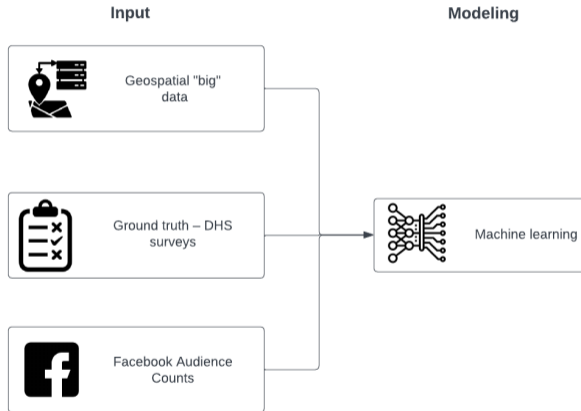 Input
Modeling
Geospatial "big"
data
Ground truth – DHS
surveys
Machine learning
Facebook Audience
Counts